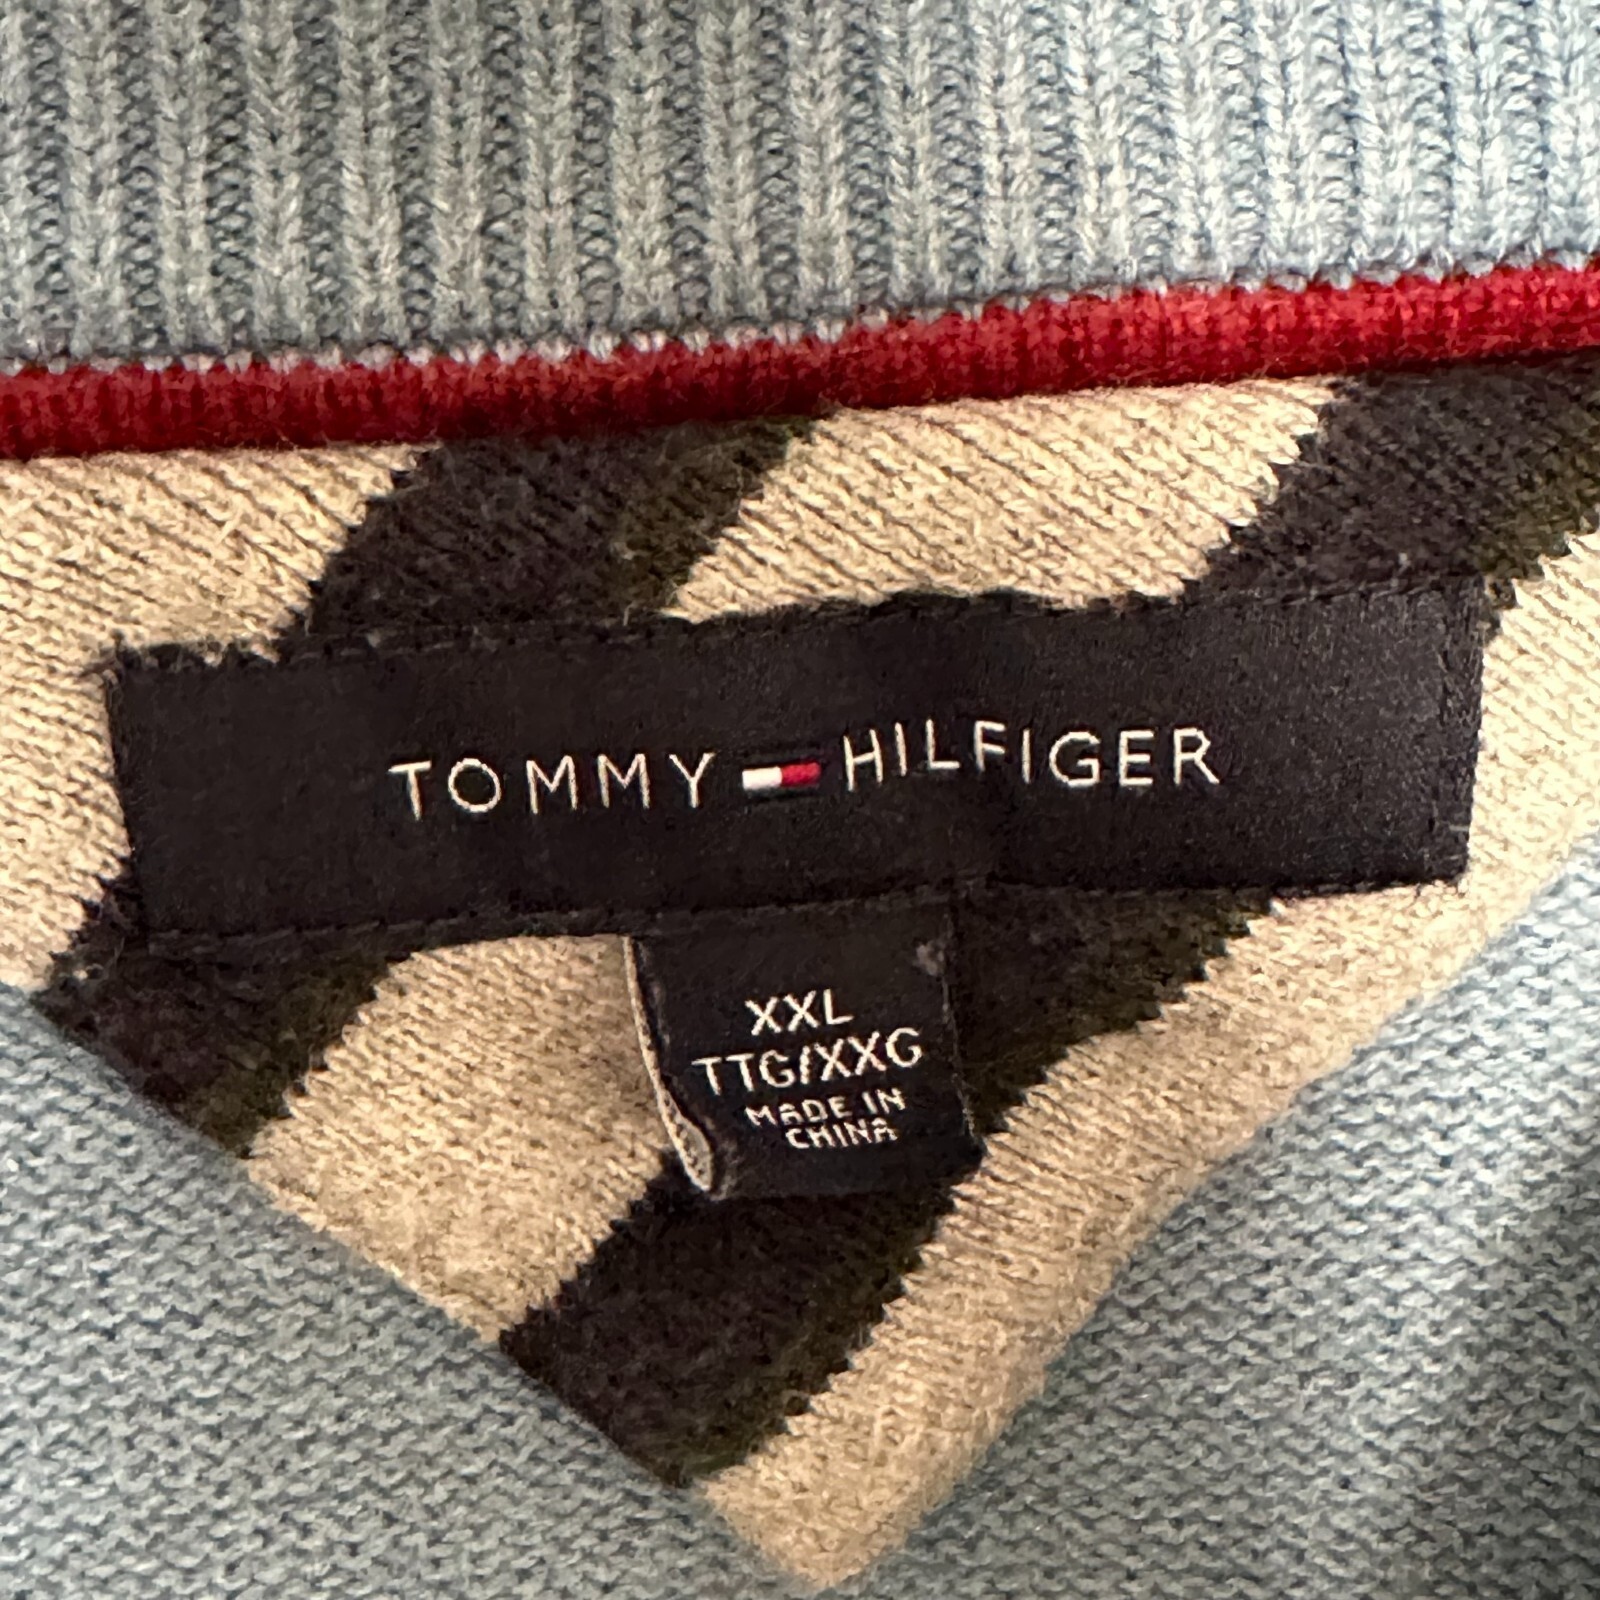 TOMMY HILFIGER
XXL
TTG/XXG
MADE IN
CHINA